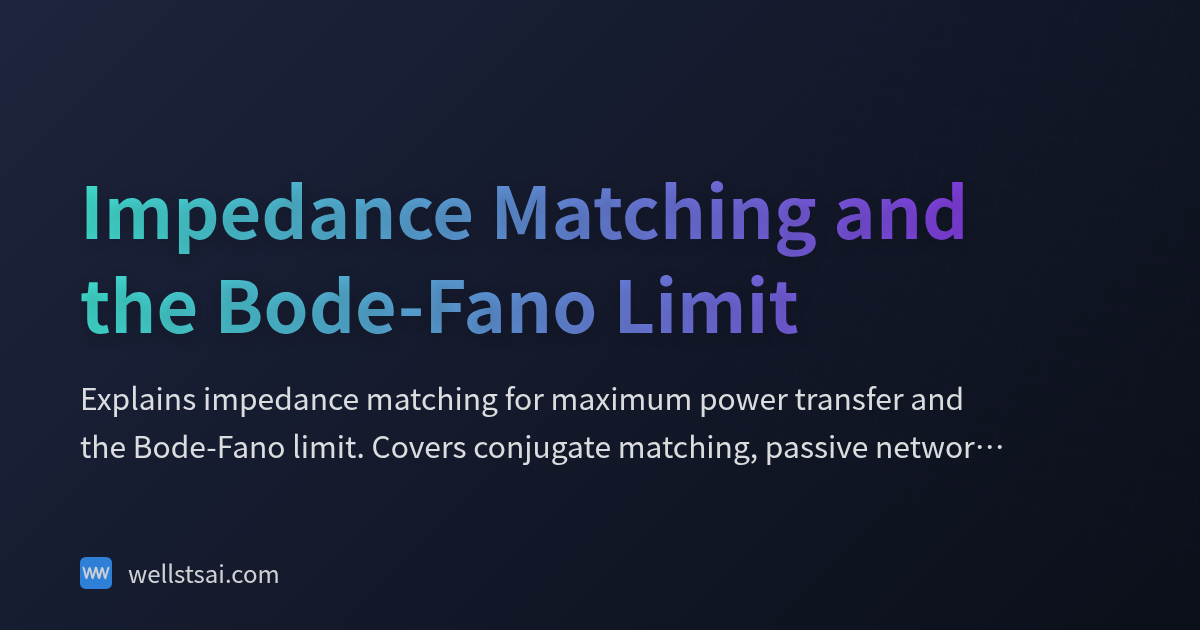 Impedance Matching and
the Bode-Fano Limit
Explains impedance matching for maximum power transfer and
the Bode-Fano limit. Covers conjugate matching, passive networ…
wellstsai.com